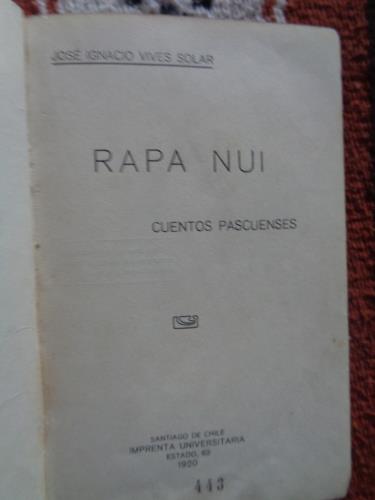 JOSÉ IGNACIO VIVES SOLAR
RAPA NUI
CUENTOS PASCUENSES
SANTIAGO DE CHILE
IMPRENTA UNIVERSITARIA
ESTADO, 63
1920
443